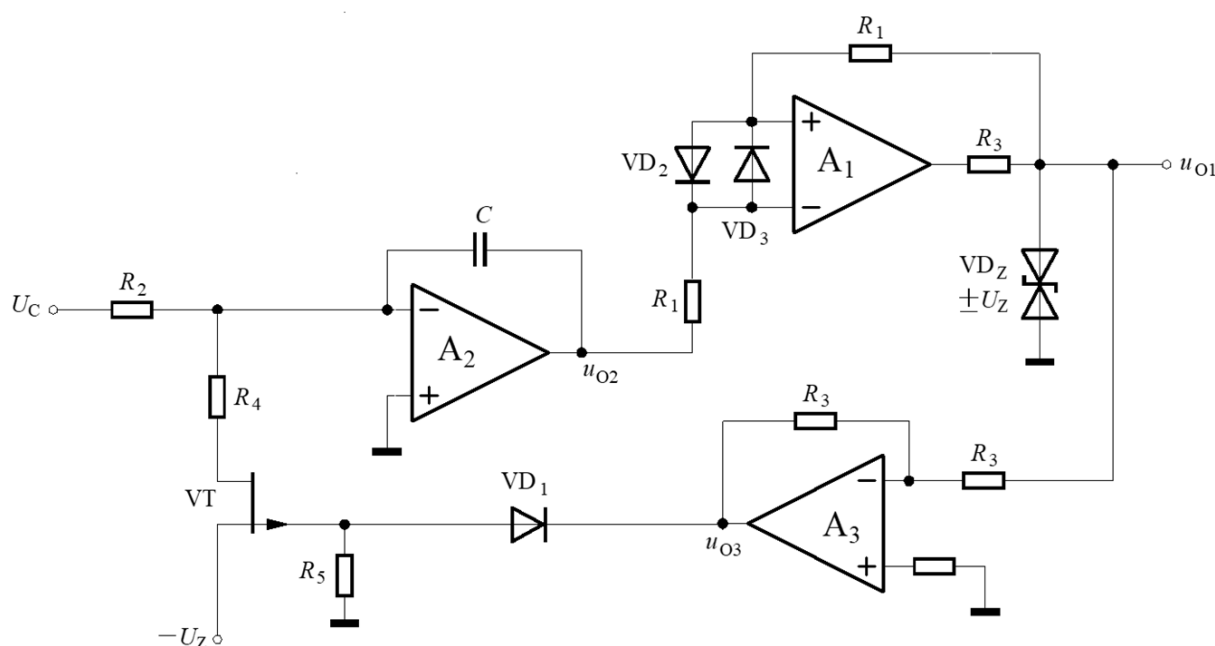 R1
A1
R3
uO1
VD2
VD3
VDZ
±UZ
C
UC
R2
R1
A2
uO2
R4
R3
R3
VT
VD1
uO3
A3
R5
−UZ